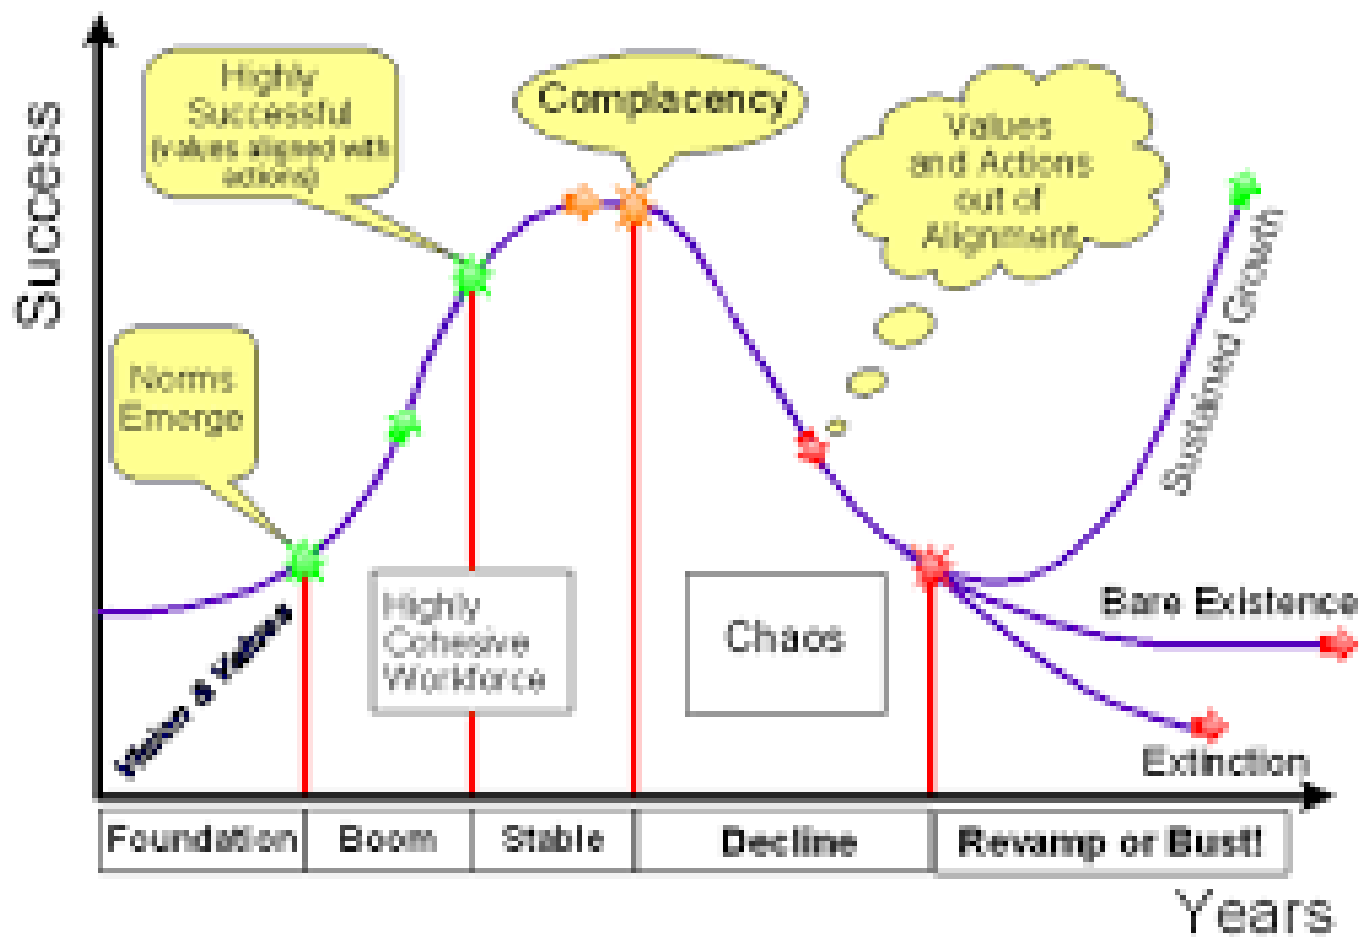 Success
Highly
Successful
(values aligned with
actions)
Complacency
Values
and Actions
out of
Alignment
Norms
Emerge
Sustained Growth
Vision & Values
Highly
Cohesive
Workforce
Chaos
Bare Existence
Extinction
Foundation
Boom
Stable
Decline
Revamp or Bust!
Years